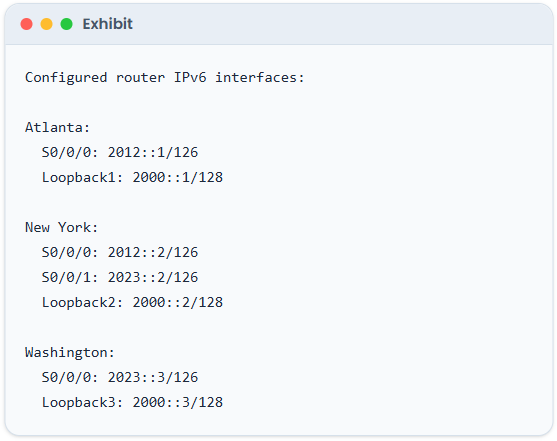 Exhibit
Configured router IPv6 interfaces:
Atlanta:
S0/0/0: 2012::1/126
Loopback1: 2000::1/128
New York:
S0/0/0: 2012::2/126
S0/0/1: 2023::2/126
Loopback2: 2000::2/128
Washington:
S0/0/0: 2023::3/126
Loopback3: 2000::3/128